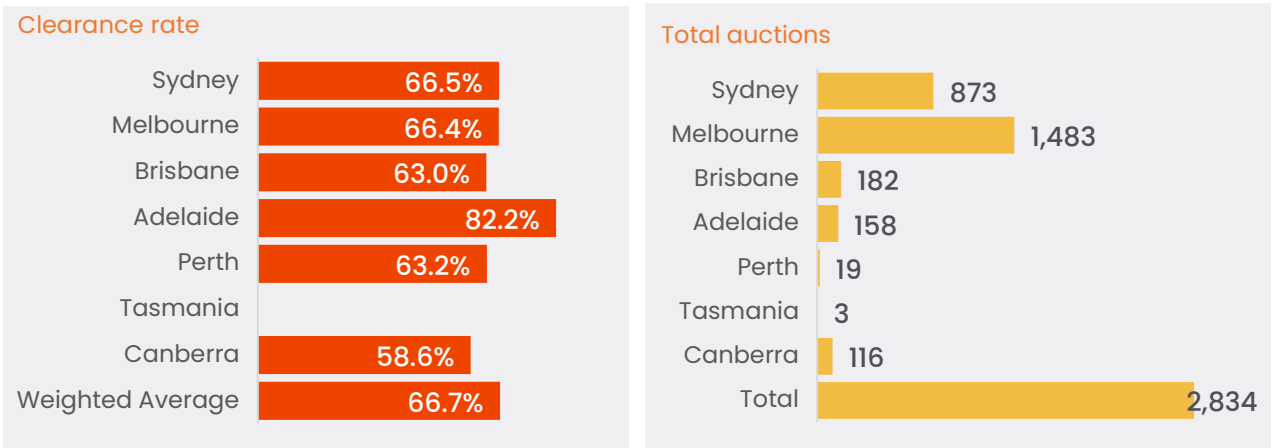 Clearance rate
Sydney 66.5%
Melbourne 66.4%
Brisbane 63.0%
Adelaide 82.2%
Perth 63.2%
Tasmania
Canberra 58.6%
Weighted Average 66.7%
Total auctions
Sydney 873
Melbourne 1,483
Brisbane 182
Adelaide 158
Perth 19
Tasmania 3
Canberra 116
Total 2,834